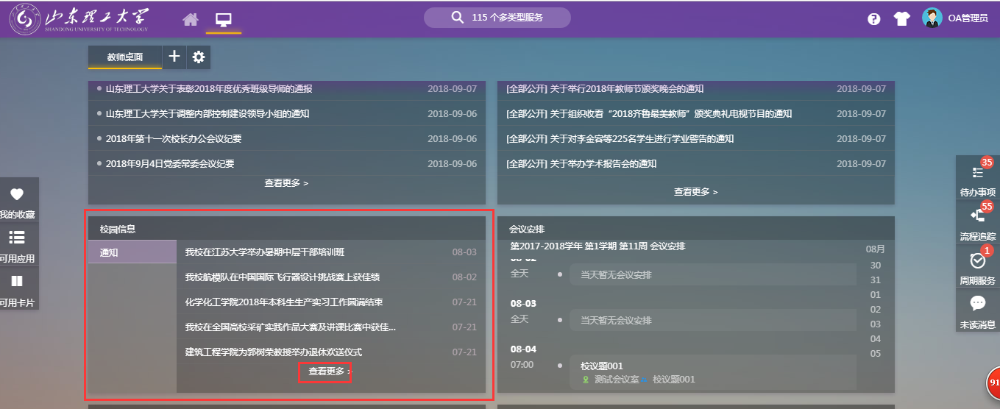 山东理工大学
SHANDONG UNIVERSITY OF TECHNOLOGY
115 个多类型服务
OA管理员
教师桌面
山东理工大学关于表彰2018年度优秀班级导师的通报 2018-09-07
山东理工大学关于调整内部控制建设领导小组的通知 2018-09-06
2018年第十一次校长办公会议纪要 2018-09-06
2018年9月4日党委常委会议纪要 2018-09-06
查看更多 >
[全部公开] 关于举行2018年教师节颁奖晚会的通知 2018-09-07
[全部公开] 关于组织收看“2018齐鲁最美教师”颁奖典礼电视节目的通知 2018-09-07
[全部公开] 关于对李金容等225名学生进行学业警告的通知 2018-09-07
[全部公开] 关于举办学术报告会的通知 2018-09-07
查看更多 >
我的收藏
可用应用
可用卡片
校园信息
通知
我校在江苏大学举办暑期中层干部培训班 08-03
我校航模队在中国国际飞行器设计挑战赛上获佳绩 08-02
化学化工学院2018年本科生生产实习工作圆满结束 07-21
我校在全国高校采矿实践作品大赛及讲课比赛中获佳... 07-21
建筑工程学院为郭树荣教授举办退休欢送仪式 07-21
查看更多 >
会议安排
第2017-2018学年 第1学期 第11周 会议安排
08-02
全天 当天暂无会议安排
08-03
全天 当天暂无会议安排
08-04
07:00 校议题001
测试会议室 校议题001
08月
30
31
01
02
03
04
05
35
待办事项
55
流程追踪
1
周期服务
未读消息
91